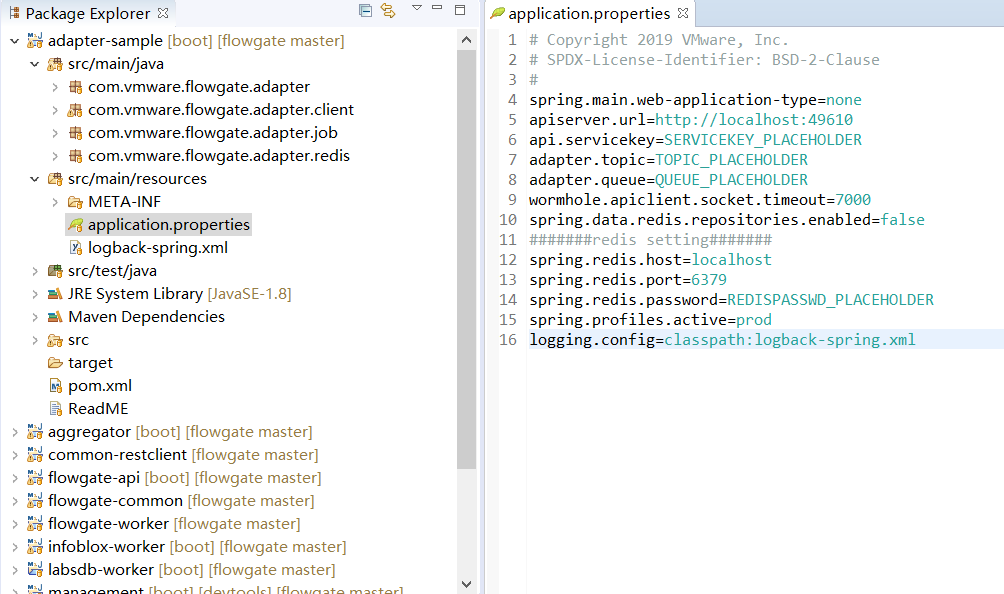 Package Explorer
adapter-sample [boot] [flowgate master]
src/main/java
com.vmware.flowgate.adapter
com.vmware.flowgate.adapter.client
com.vmware.flowgate.adapter.job
com.vmware.flowgate.adapter.redis
src/main/resources
META-INF
application.properties
logback-spring.xml
src/test/java
JRE System Library [JavaSE-1.8]
Maven Dependencies
src
target
pom.xml
ReadME
aggregator [boot] [flowgate master]
common-restclient [flowgate master]
flowgate-api [boot] [flowgate master]
flowgate-common [flowgate master]
flowgate-worker [flowgate master]
infoblox-worker [boot] [flowgate master]
labsdb-worker [boot] [flowgate master]
management [boot] [devtools] [flowgate master]
application.properties
1 # Copyright 2019 VMware, Inc.
2 # SPDX-License-Identifier: BSD-2-Clause
3 #
4 spring.main.web-application-type=none
5 apiserver.url=http://localhost:49610
6 api.servicekey=SERVICEKEY_PLACEHOLDER
7 adapter.topic=TOPIC_PLACEHOLDER
8 adapter.queue=QUEUE_PLACEHOLDER
9 wormhole.apiclient.socket.timeout=7000
10 spring.data.redis.repositories.enabled=false
11 #######redis setting#######
12 spring.redis.host=localhost
13 spring.redis.port=6379
14 spring.redis.password=REDISPASSWD_PLACEHOLDER
15 spring.profiles.active=prod
16 logging.config=classpath:logback-spring.xml